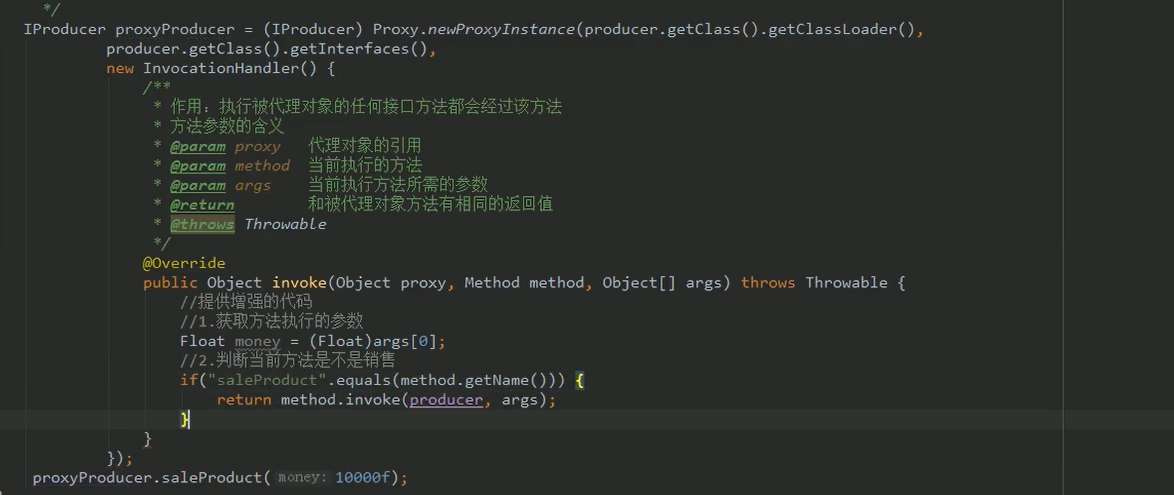 */
IProducer proxyProducer = (IProducer) Proxy.newProxyInstance(producer.getClass().getClassLoader(),
producer.getClass().getInterfaces(),
new InvocationHandler() {
/**
* 作用：执行被代理对象的任何接口方法都会经过该方法
* 方法参数的含义
* @param proxy 代理对象的引用
* @param method 当前执行的方法
* @param args 当前执行方法所需的参数
* @return 和被代理对象方法有相同的返回值
* @throws Throwable
*/
@Override
public Object invoke(Object proxy, Method method, Object[] args) throws Throwable {
//提供增强的代码
//1.获取方法执行的参数
Float money = (Float)args[0];
//2.判断当前方法是不是销售
if("saleProduct".equals(method.getName())) {
return method.invoke(producer, args);
}
}
});
proxyProducer.saleProduct( money: 10000f);